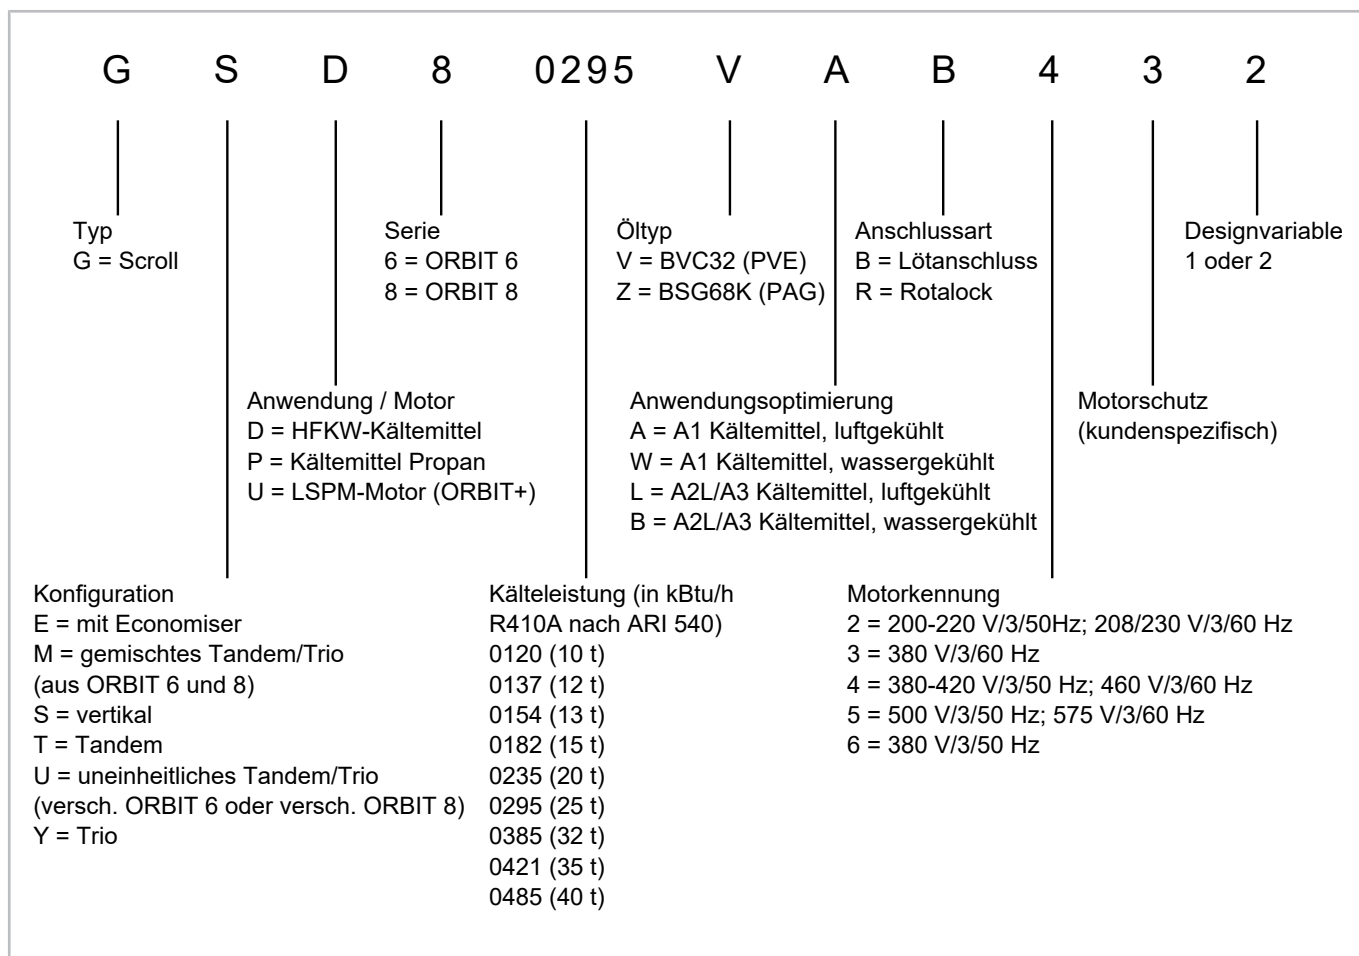 G S D 8 0295 V A B 4 3 2
Typ
G = Scroll
Serie
6 = ORBIT 6
8 = ORBIT 8
Öltyp
V = BVC32 (PVE)
Z = BSG68K (PAG)
Anschlussart
B = Lötanschluss
R = Rotalock
Designvariable
1 oder 2
Anwendung / Motor
D = HFKW-Kältemittel
P = Kältemittel Propan
U = LSPM-Motor (ORBIT+)
Anwendungsoptimierung
A = A1 Kältemittel, luftgekühlt
W = A1 Kältemittel, wassergekühlt
L = A2L/A3 Kältemittel, luftgekühlt
B = A2L/A3 Kältemittel, wassergekühlt
Motorschutz
(kundenspezifisch)
Konfiguration
E = mit Economiser
M = gemischtes Tandem/Trio
(aus ORBIT 6 und 8)
S = vertikal
T = Tandem
U = uneinheitliches Tandem/Trio
(versch. ORBIT 6 oder versch. ORBIT 8)
Y = Trio
Kälteleistung (in kBtu/h
R410A nach ARI 540)
0120 (10 t)
0137 (12 t)
0154 (13 t)
0182 (15 t)
0235 (20 t)
0295 (25 t)
0385 (32 t)
0421 (35 t)
0485 (40 t)
Motorkennung
2 = 200-220 V/3/50Hz; 208/230 V/3/60 Hz
3 = 380 V/3/60 Hz
4 = 380-420 V/3/50 Hz; 460 V/3/60 Hz
5 = 500 V/3/50 Hz; 575 V/3/60 Hz
6 = 380 V/3/50 Hz